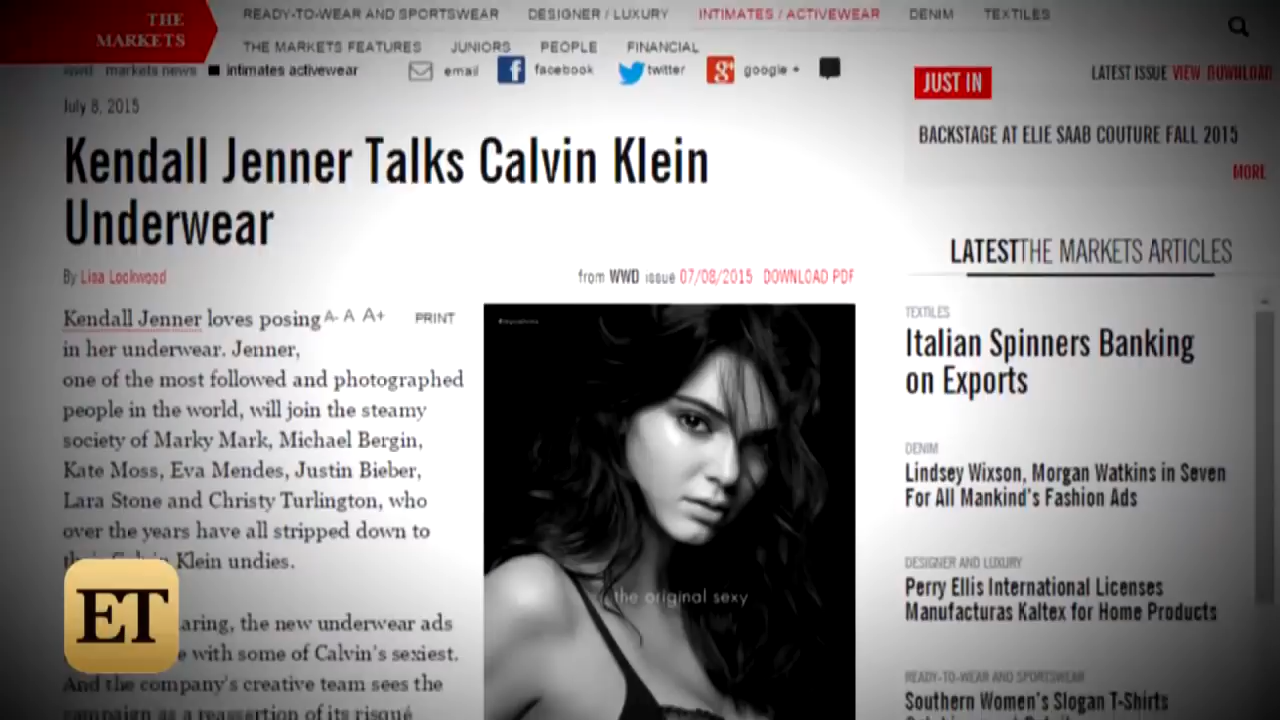 THE
MARKETS
READY-TO-WEAR AND SPORTSWEAR DESIGNER / LUXURY INTIMATES / ACTIVEWEAR DENIM TEXTILES
THE MARKETS FEATURES JUNIORS PEOPLE FINANCIAL
wwd markets news intimates activewear email facebook twitter google +
July 8, 2015
Kendall Jenner Talks Calvin Klein
Underwear
By Lisa Lockwood
from WWD issue 07/08/2015 DOWNLOAD PDF
Kendall Jenner loves posing A- A A+ PRINT
in her underwear. Jenner,
one of the most followed and photographed
people in the world, will join the steamy
society of Marky Mark, Michael Bergin,
Kate Moss, Eva Mendes, Justin Bieber,
Lara Stone and Christy Turlington, who
over the years have all stripped down to
Klein undies.
aring, the new underwear ads
e with some of Calvin's sexiest.
And the company's creative team sees the
campaign as a reassertion of its risqué
ET
the original sexy
JUST IN
LATEST ISSUE VIEW DOWNLOAD
BACKSTAGE AT ELIE SAAB COUTURE FALL 2015
MORE
LATEST THE MARKETS ARTICLES
TEXTILES
Italian Spinners Banking
on Exports
DENIM
Lindsey Wixson, Morgan Watkins in Seven
For All Mankind's Fashion Ads
DESIGNER AND LUXURY
Perry Ellis International Licenses
Manufacturas Kaltex for Home Products
READY-TO-WEAR AND SPORTSWEAR
Southern Women's Slogan T-Shirts